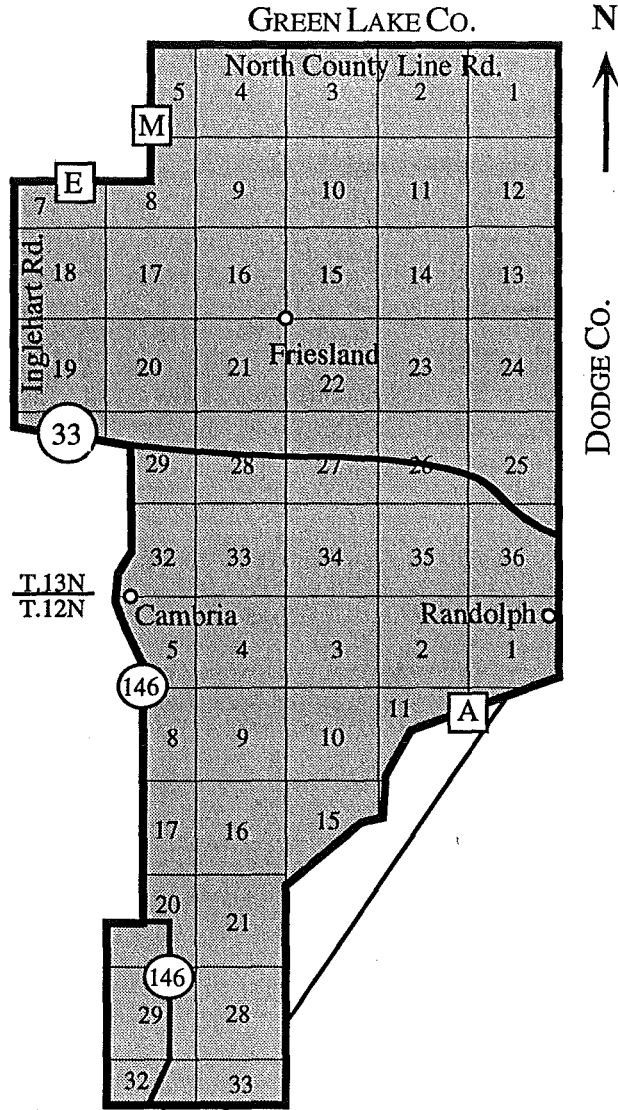 GREEN LAKE CO.
N
North County Line Rd.
5 4 3 2 1
M
E
7 8 9 10 11 12
Inglehart Rd.
18 17 16 15 14 13
Friesland
19 20 21 22 23 24
DODGE CO.
33
29 28 27 26 25
32 33 34 35 36
T.13N
T.12N
Cambria
Randolph
5 4 3 2 1
146
11
A
8 9 10
17 16 15
20 21
146
29 28
32 33